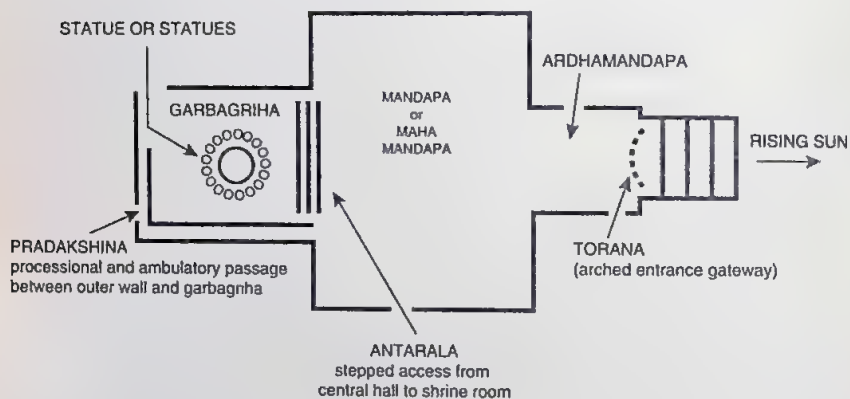 STATUE OR STATUES
GARBAGRIHA
MANDAPA
or
MAHA
MANDAPA
ARDHAMANDAPA
RISING SUN
PRADAKSHINA
processional and ambulatory passage
between outer wall and garbagnha
TORANA
(arched entrance gateway)
ANTARALA
stepped access from
central hall to shrine room